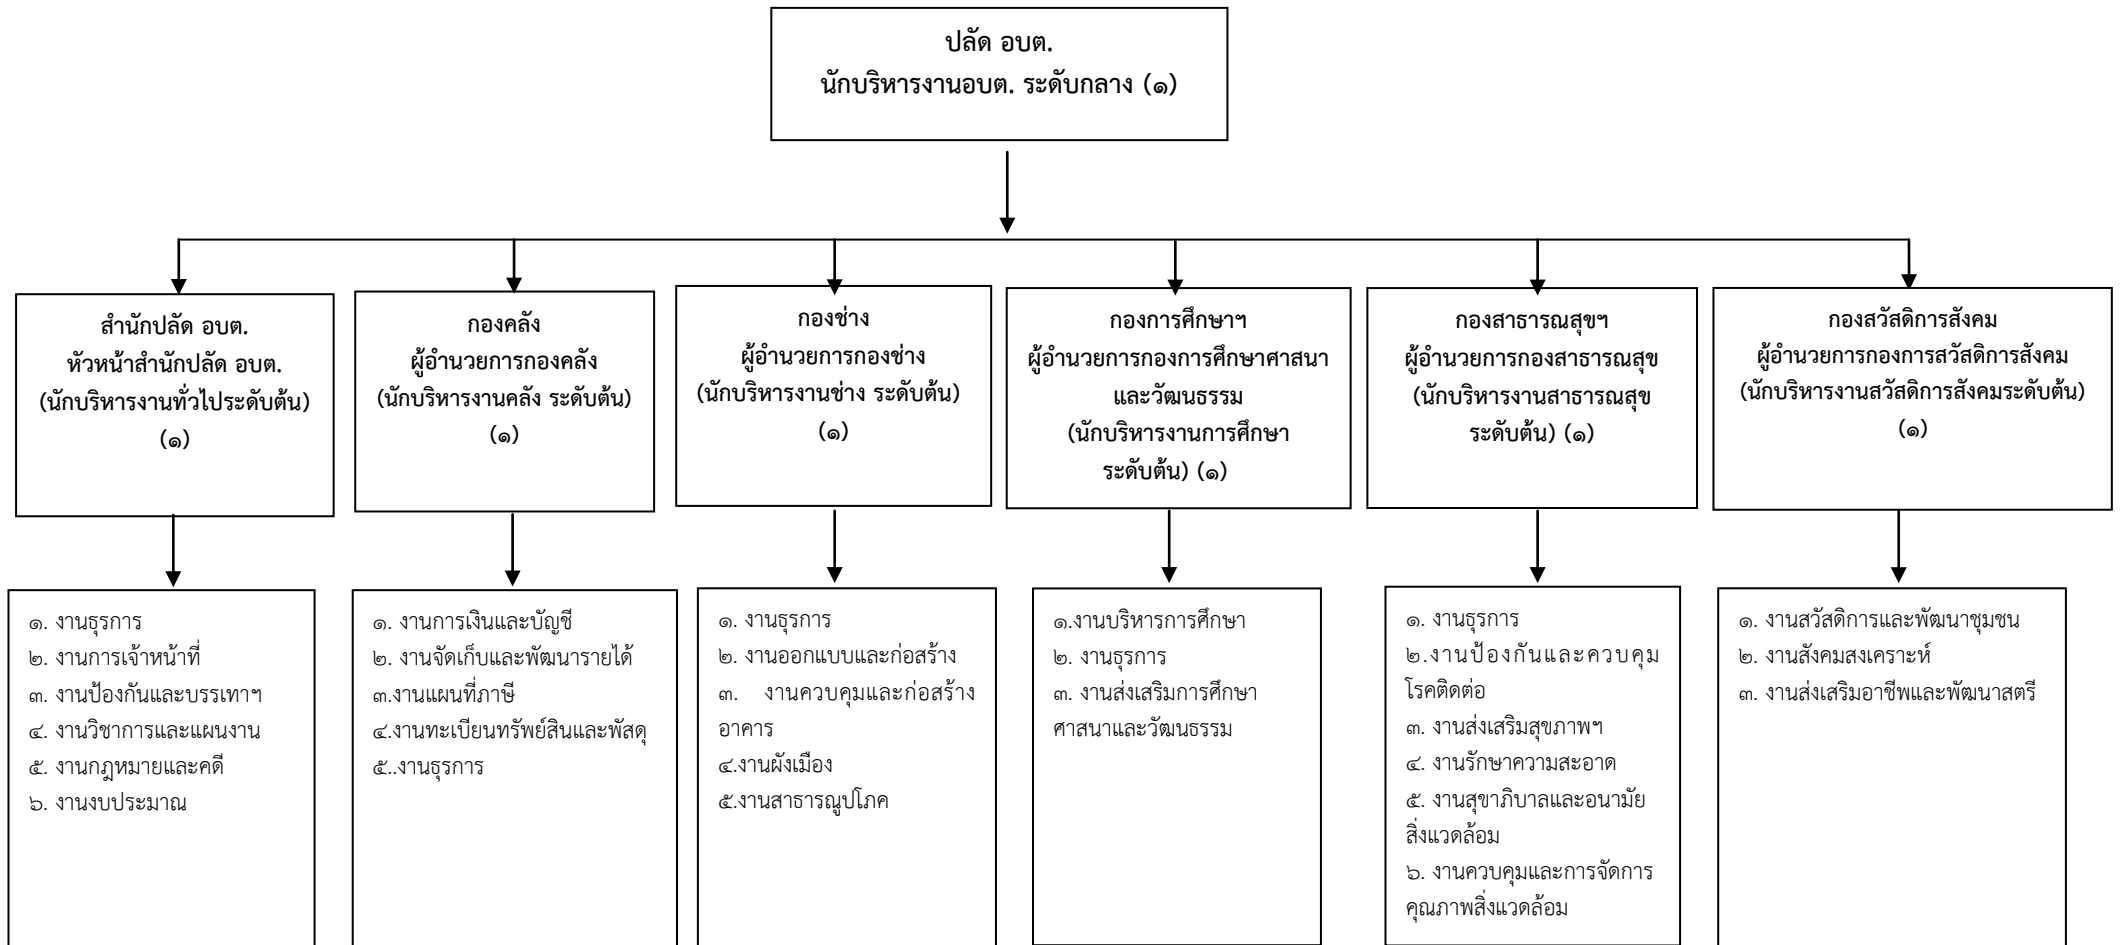 ปลัด อบต.
นักบริหารงานอบต. ระดับกลาง (๑)
สำนักปลัด อบต.
หัวหน้าสำนักปลัด อบต.
(นักบริหารงานทั่วไประดับต้น)
(๑)
กองคลัง
ผู้อำนวยการกองคลัง
(นักบริหารงานคลัง ระดับต้น)
(๑)
กองช่าง
ผู้อำนวยการกองช่าง
(นักบริหารงานช่าง ระดับต้น)
(๑)
กองการศึกษาฯ
ผู้อำนวยการกองการศึกษาศาสนา
และวัฒนธรรม
(นักบริหารงานการศึกษา
ระดับต้น) (๑)
กองสาธารณสุขฯ
ผู้อำนวยการกองสาธารณสุข
(นักบริหารงานสาธารณสุข
ระดับต้น) (๑)
กองสวัสดิการสังคม
ผู้อำนวยการกองการสวัสดิการสังคม
(นักบริหารงานสวัสดิการสังคมระดับต้น)
(๑)
๑. งานธุรการ
๒. งานการเจ้าหน้าที่
๓. งานป้องกันและบรรเทาฯ
๔. งานวิชาการและแผนงาน
๕. งานกฎหมายและคดี
๖. งานงบประมาณ
๑. งานการเงินและบัญชี
๒. งานจัดเก็บและพัฒนารายได้
๓.งานแผนที่ภาษี
๔.งานทะเบียนทรัพย์สินและพัสดุ
๕..งานธุรการ
๑. งานธุรการ
๒. งานออกแบบและก่อสร้าง
๓. งานควบคุมและก่อสร้าง
อาคาร
๔.งานผังเมือง
๕.งานสาธารณูปโภค
๑.งานบริหารการศึกษา
๒. งานธุรการ
๓. งานส่งเสริมการศึกษา
ศาสนาและวัฒนธรรม
๑. งานธุรการ
๒.งานป้องกันและควบคุม
โรคติดต่อ
๓. งานส่งเสริมสุขภาพฯ
๔. งานรักษาความสะอาด
๕. งานสุขาภิบาลและอนามัย
สิ่งแวดล้อม
๖. งานควบคุมและการจัดการ
คุณภาพสิ่งแวดล้อม
๑. งานสวัสดิการและพัฒนาชุมชน
๒. งานสังคมสงเคราะห์
๓. งานส่งเสริมอาชีพและพัฒนาสตรี